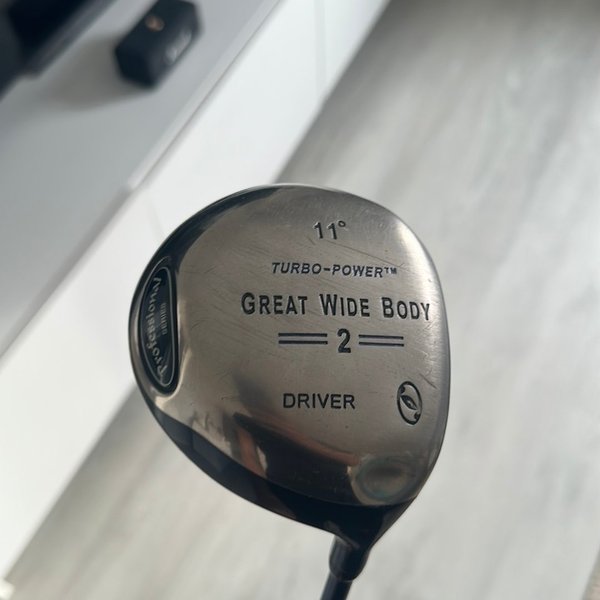 11°
TURBO-POWER™
GREAT WIDE BODY
2
DRIVER
Professional